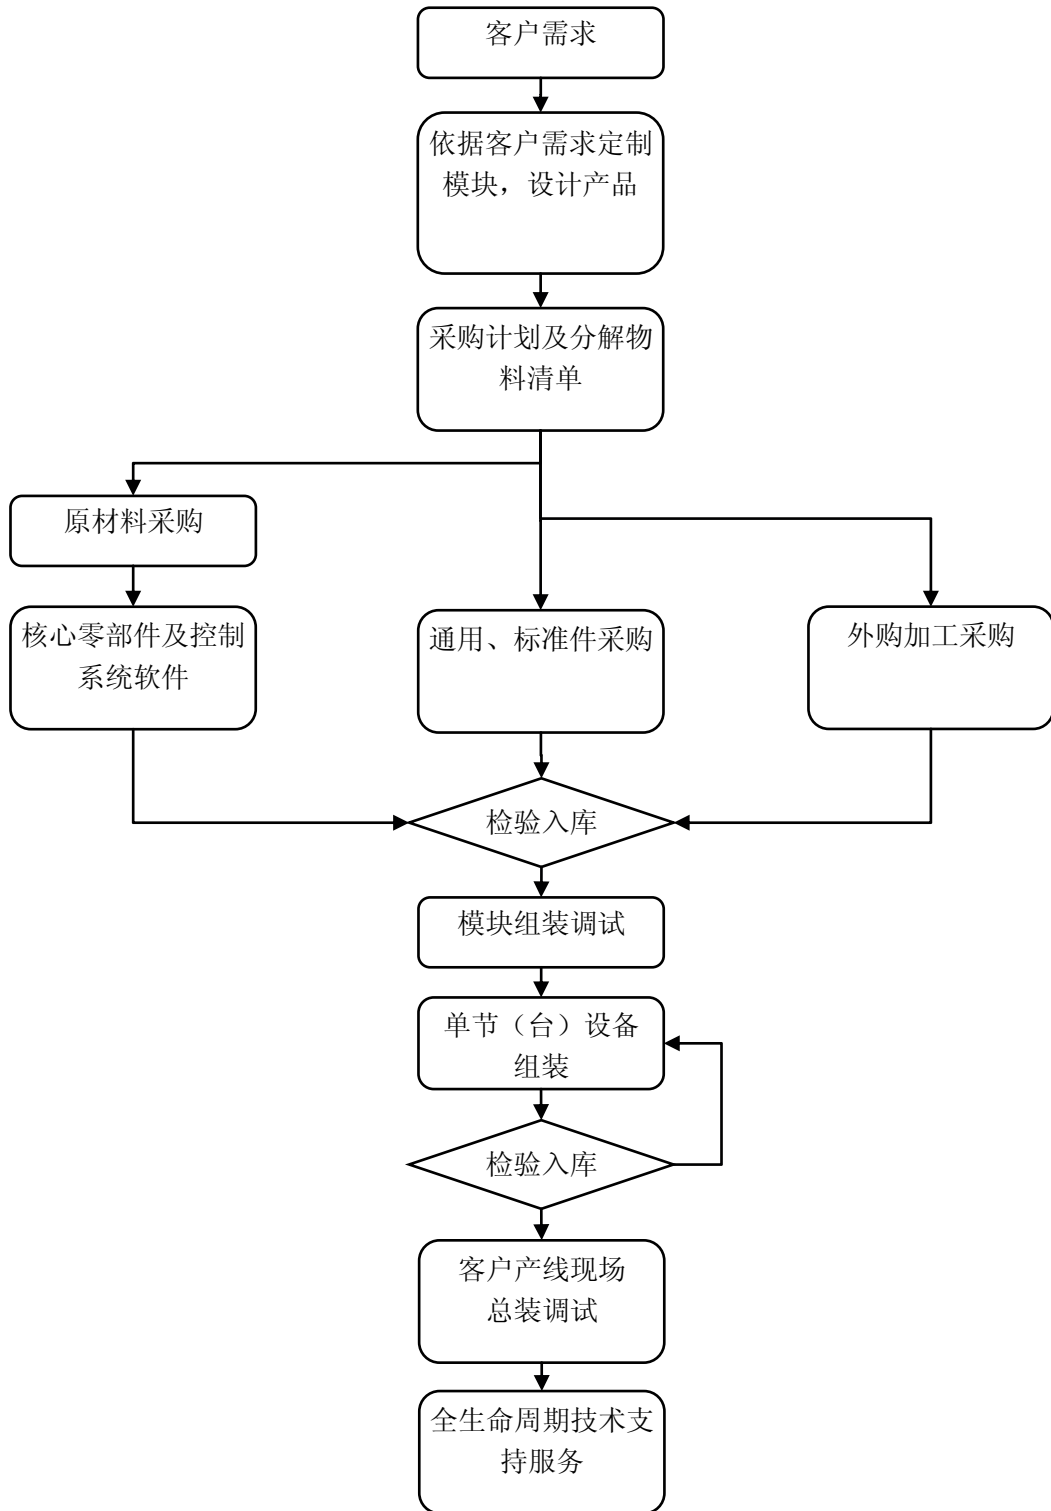 客户需求
依据客户需求定制
模块，设计产品
采购计划及分解物
料清单
原材料采购
核心零部件及控制
系统软件
通用、标准件采购
外购加工采购
检验入库
模块组装调试
单节（台）设备
组装
检验入库
客户产线现场
总装调试
全生命周期技术支
持服务